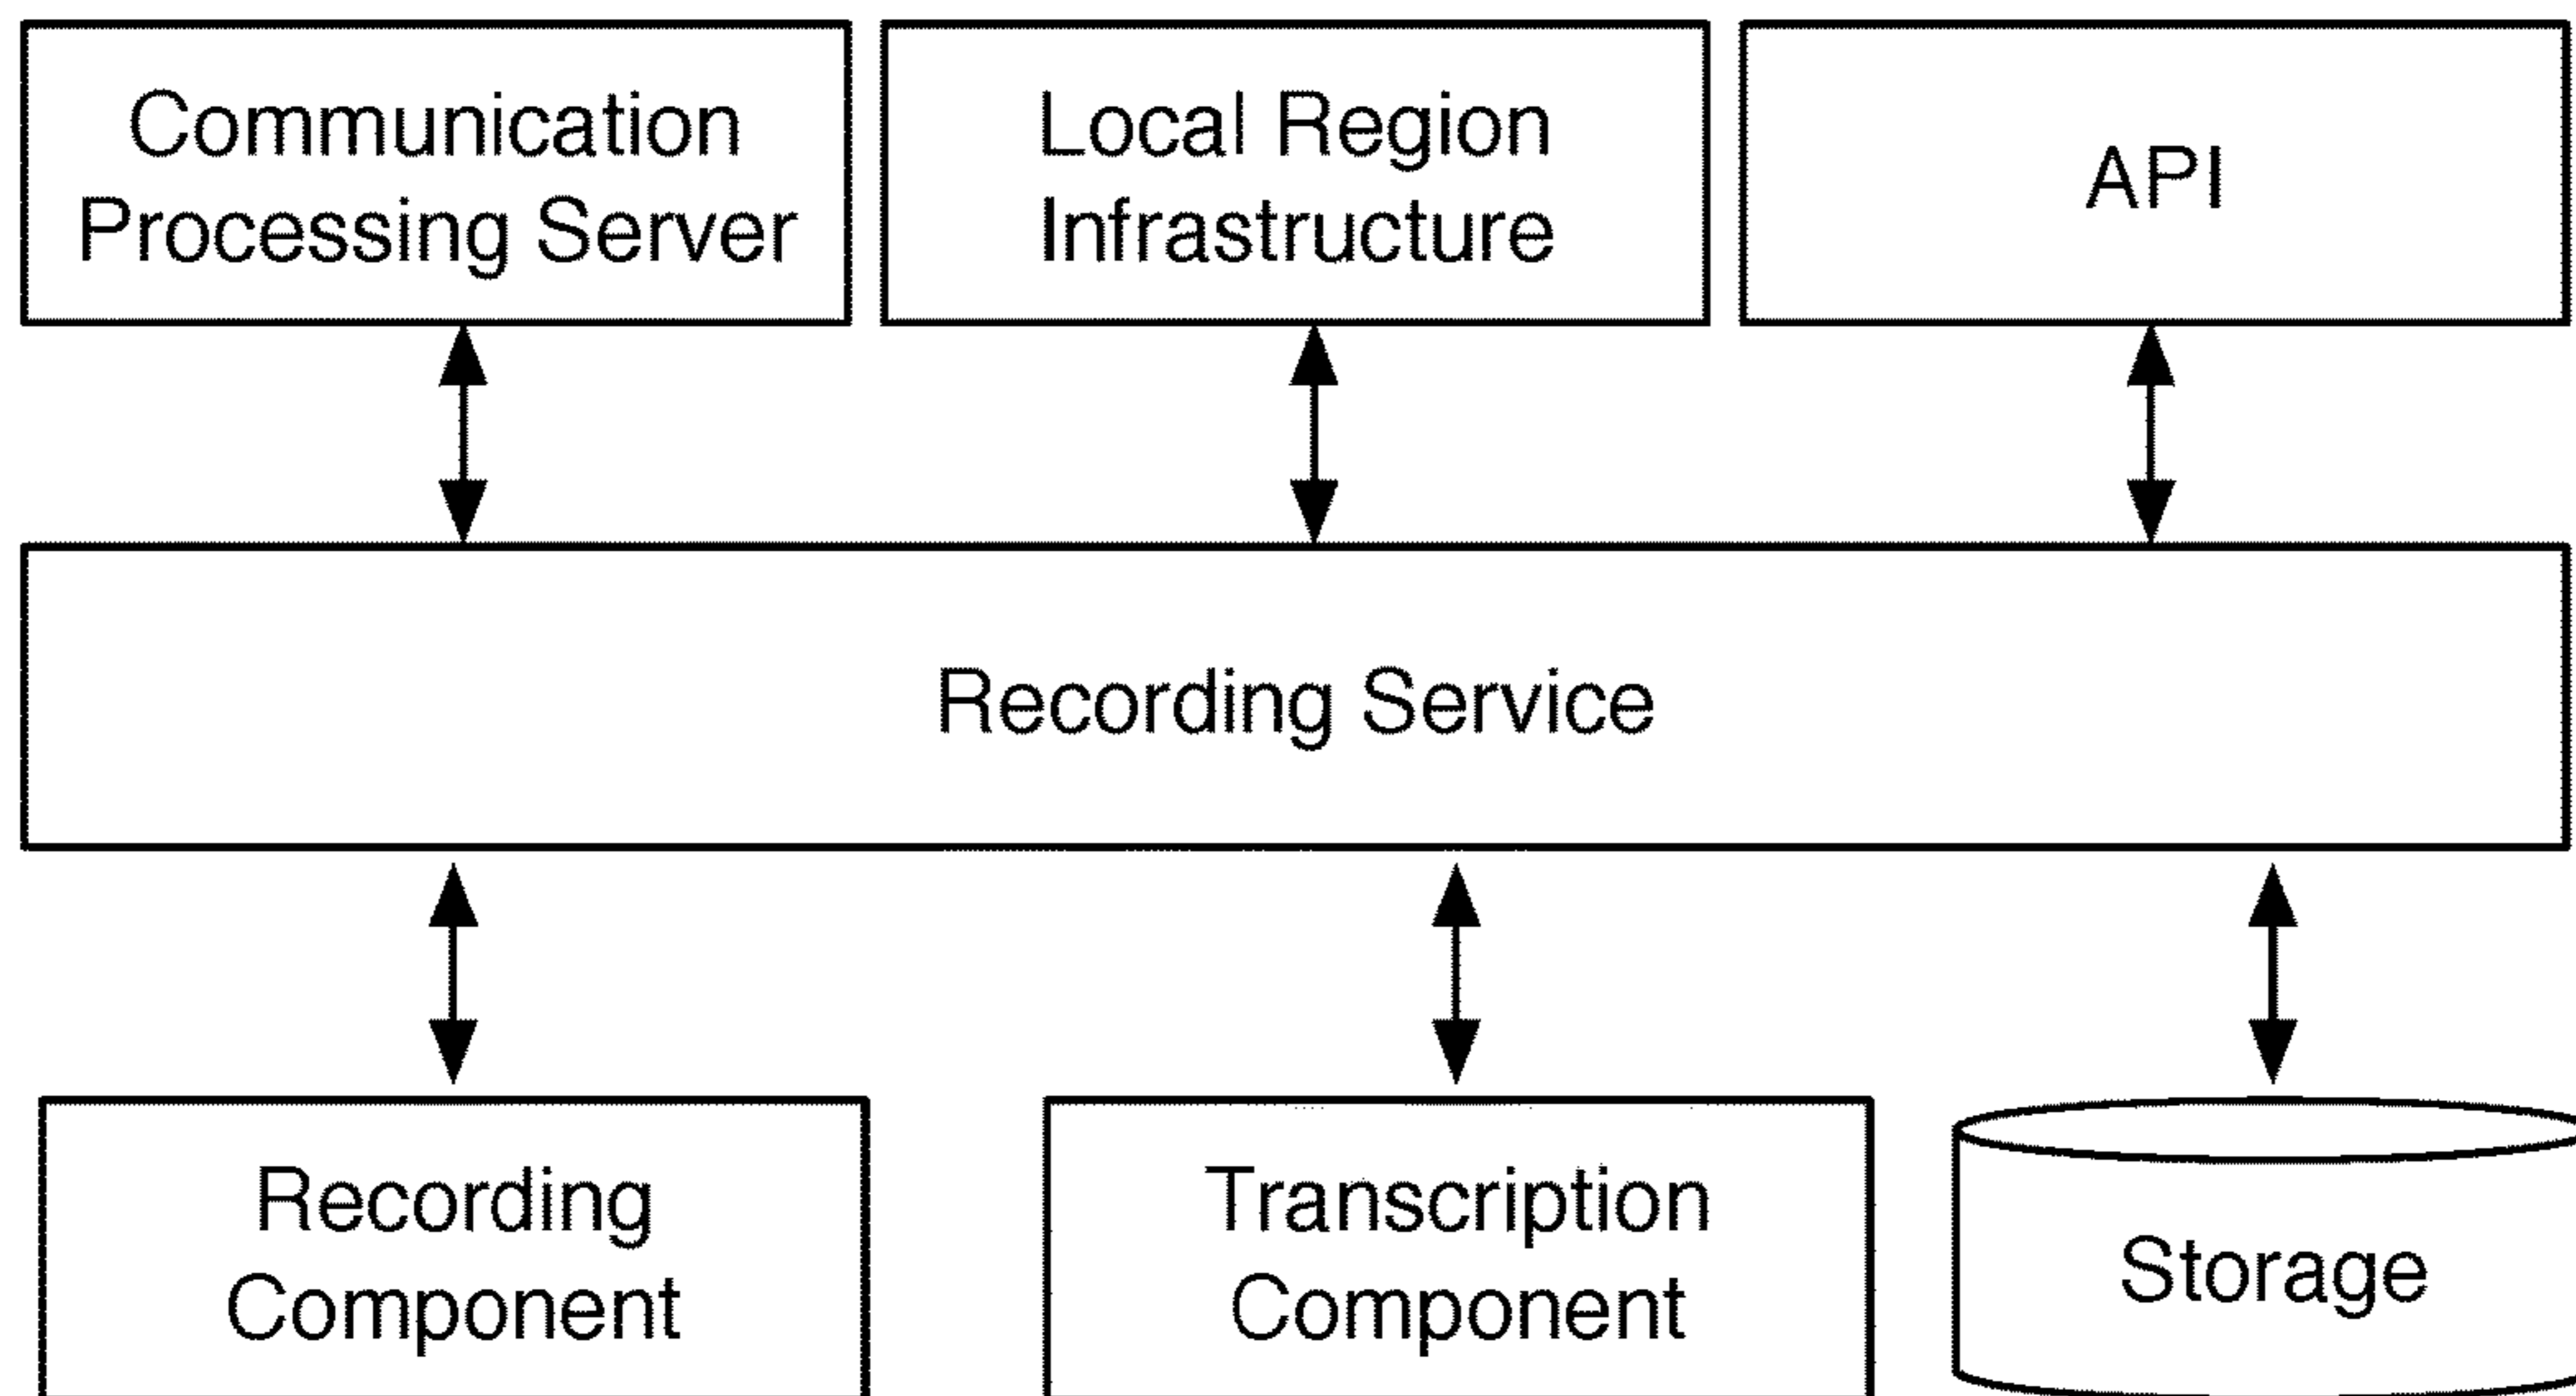 Communication
Processing Server
Local Region
Infrastructure
API
Recording Service
Recording
Component
Transcription
Component
Storage